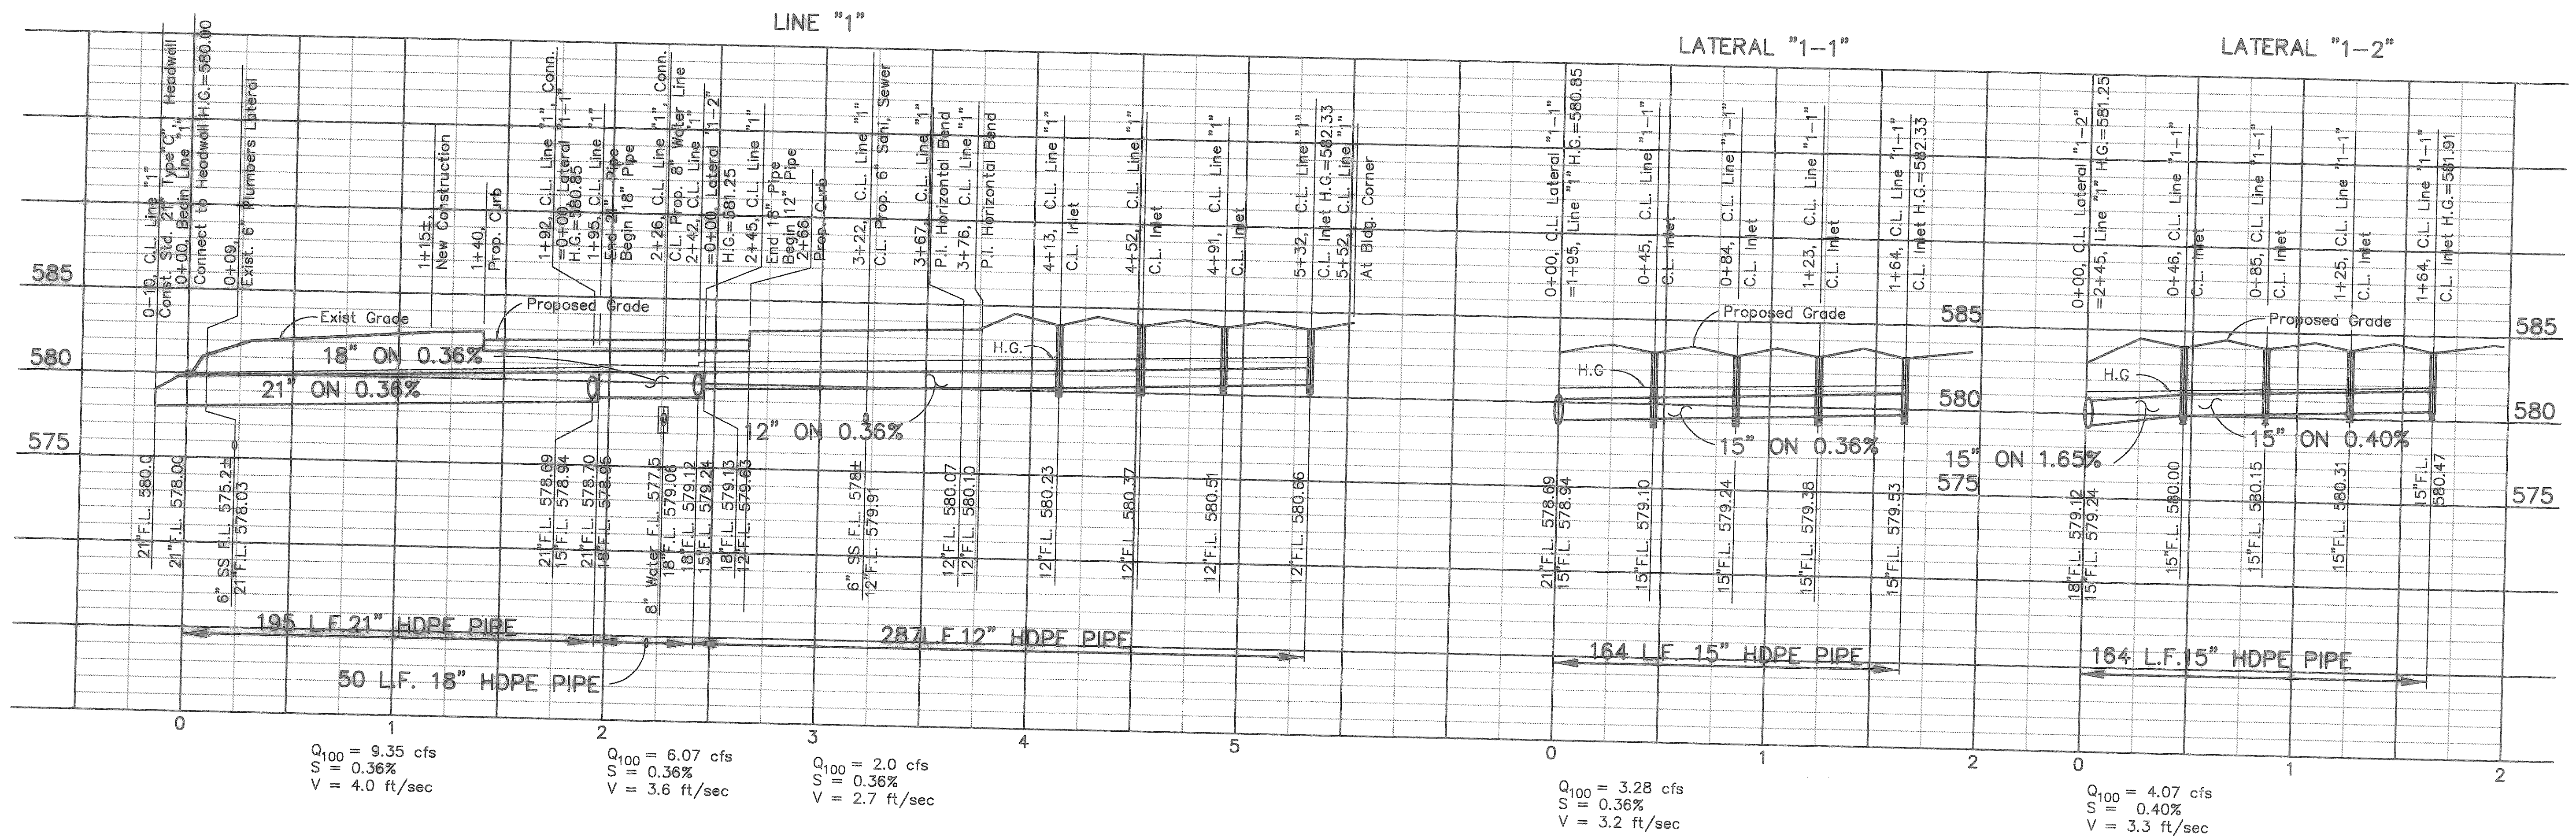 LINE "1"
LATERAL "1-1"
LATERAL "1-2"
0-10, C.L. Line "1"
Const. Std. 21" Type"C", Headwall
0+00, Begin Line "1"
Connect to Headwall H.G.=580.00
0+09,
Exist. 6" Plumbers Lateral
1+15±,
New Construction
1+40,
Prop. Curb
1+92, C.L. Line "1", Conn.
=0+00, Lateral "1-1"
H.G.=580.85
1+95, C.L. Line "1"
End 21" Pipe
Begin 18" Pipe
2+26, C.L. Line "1", Conn.
C.L. Prop. 8" Water Line
2+42, C.L. Line "1"
=0+00, Lateral "1-2"
H.G.=581.25
2+45, C.L. Line "1"
End 18" Pipe
Begin 12" Pipe
2+66
Prop. Curb
3+22, C.L. Line "1"
C.L. Prop. 6" Sani, Sewer
3+67, C.L. Line "1"
P.I. Horizontal Bend
3+76, C.L. Line "1"
P.I. Horizontal Bend
4+13, C.L. Line "1"
C.L. Inlet
4+52, C.L. Line "1"
C.L. Inlet
4+91, C.L. Line "1"
C.L. Inlet
5+32, C.L. Line "1"
C.L. Inlet H.G.=582.33
5+52, C.L. Line "1"
At Bldg. Corner
0+00, C.L. Lateral "1-1"
=1+95, Line "1" H.G.=580.85
0+45, C.L. Line "1-1"
C.L. Inlet
0+84, C.L. Line "1-1"
C.L. Inlet
1+23, C.L. Line "1-1"
C.L. Inlet
1+64, C.L. Line "1-1"
C.L. Inlet H.G.=582.33
0+00, C.L. Lateral "1-2"
=2+45, Line "1" H.G.=581.25
0+46, C.L. Line "1-1"
C.L. Inlet
0+85, C.L. Line "1-1"
C.L. Inlet
1+25, C.L. Line "1-1"
C.L. Inlet
1+64, C.L. Line "1-1"
C.L. Inlet H.G.=581.91
585
580
575
Exist Grade
Proposed Grade
18" ON 0.36%
21" ON 0.36%
12" ON 0.36%
H.G.
Proposed Grade
H.G
15" ON 0.36%
585
580
575
Proposed Grade
H.G
15" ON 1.65%
15" ON 0.40%
585
580
575
21"F.L. 580.0
21"F.L. 578.00
6" SS F.L. 575.2±
21"F.L. 578.03
21"F.L. 578.69
15"F.L. 578.94
21"F.L. 578.70
18"F.L. 578.95
8" Water F.L. 577.5
18"F.L. 579.06
18"F.L. 579.12
15"F.L. 579.24
18"F.L. 579.13
12"F.L. 579.63
6" SS F.L. 578±
12"F.L. 579.91
12"F.L. 580.07
12"F.L. 580.10
12"F.L. 580.23
12"F.L. 580.37
12"F.L. 580.51
12"F.L. 580.66
21"F.L. 578.69
15"F.L. 578.94
15"F.L. 579.10
15"F.L. 579.24
15"F.L. 579.38
15"F.L. 579.53
18"F.L. 579.12
15"F.L. 579.24
15"F.L. 580.00
15"F.L. 580.15
15"F.L. 580.31
15"F.L.
580.47
195 L.F.21" HDPE PIPE
50 L.F. 18" HDPE PIPE
287L.F.12" HDPE PIPE
164 L.F. 15" HDPE PIPE
164 L.F.15" HDPE PIPE
0 1 2 3 4 5
0 1 2
0 1 2
Q100 = 9.35 cfs
S = 0.36%
V = 4.0 ft/sec
Q100 = 6.07 cfs
S = 0.36%
V = 3.6 ft/sec
Q100 = 2.0 cfs
S = 0.36%
V = 2.7 ft/sec
Q100 = 3.28 cfs
S = 0.36%
V = 3.2 ft/sec
Q100 = 4.07 cfs
S = 0.40%
V = 3.3 ft/sec